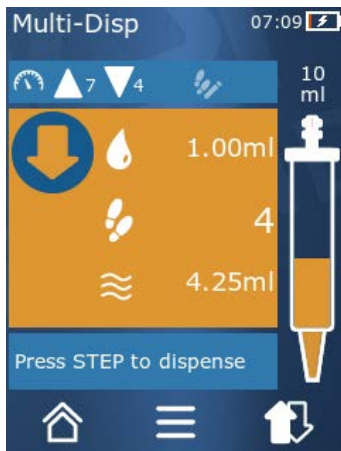 Multi-Disp 07:09
7 4
10
ml
1.00ml
4
4.25ml
Press STEP to dispense